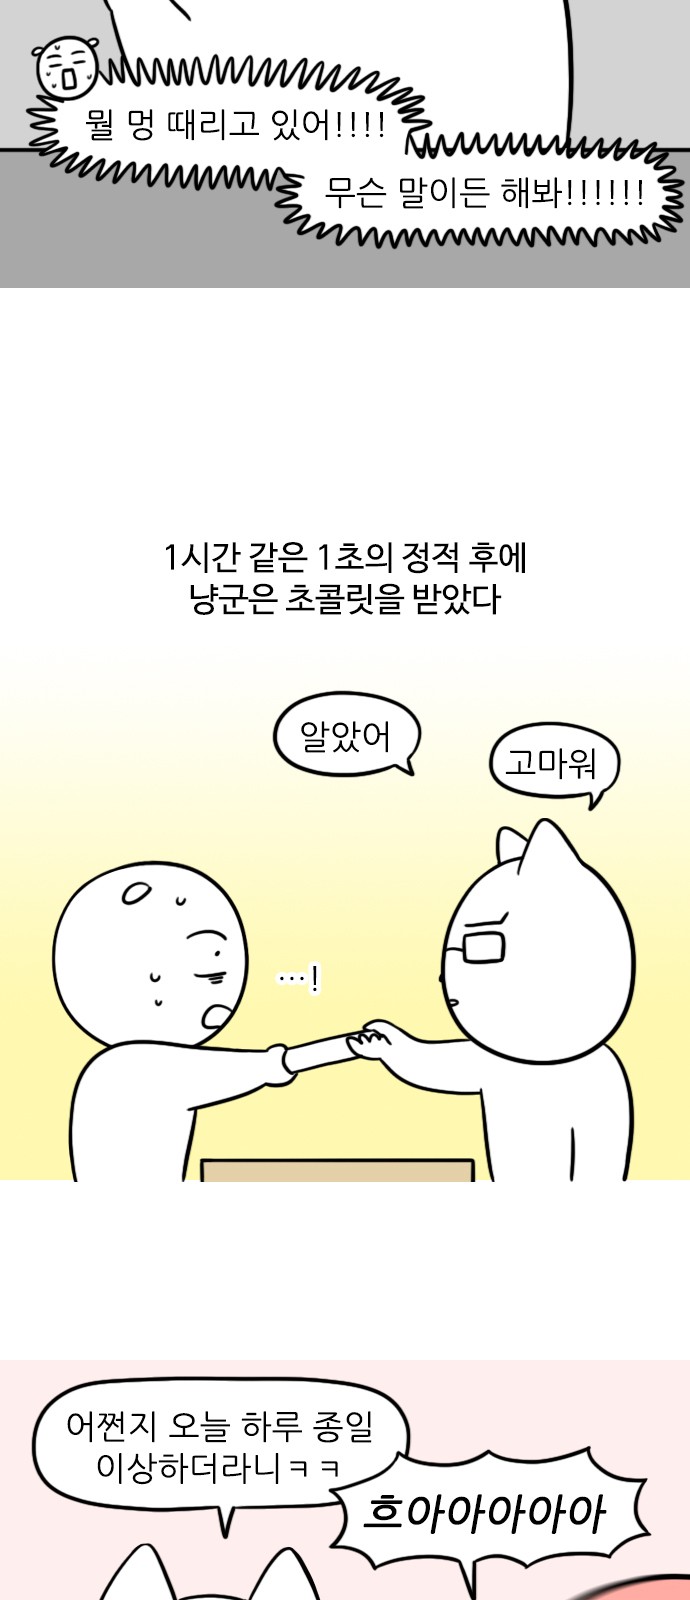 뭘 멍 때리고 있어!!!!
무슨 말이든 해봐!!!!!!
1시간 같은 1초의 정적 후에
냥군은 초콜릿을 받았다
알았어
고마워
…!
어쩐지 오늘 하루 종일
이상하더라니ㅋㅋ
흐아아아아아